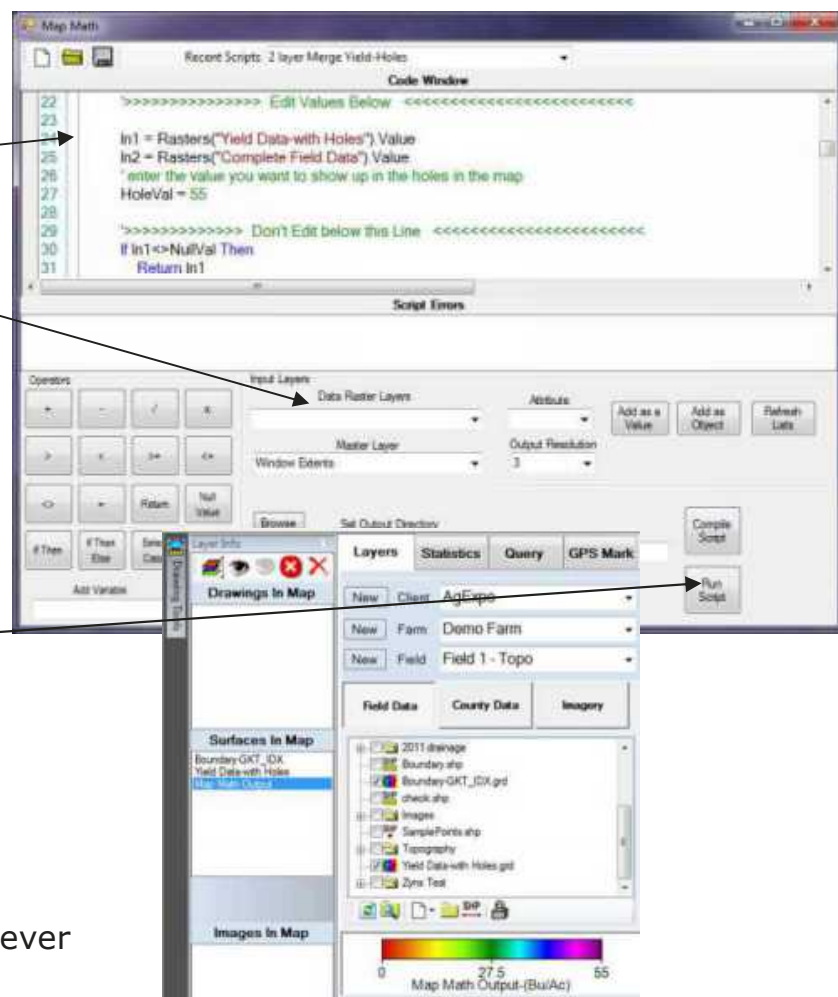 Map Math
Recent Scripts 2 layer Merge Yield-Holes
Code Window
22 '>>>>>>>>>>>>>>> Edit Values Below <<<<<<<<<<<<<<<<<<<<<<<<<
23
24 In1 = Rasters("Yield Data-with Holes").Value
25 In2 = Rasters("Complete Field Data").Value
26 ' enter the value you want to show up in the holes in the map
27 HoleVal = 55
28
29 '>>>>>>>>>>>>> Don't Edit below this Line <<<<<<<<<<<<<<<<<<<<<<<<
30 If In1<>NullVal Then
31 Return In1
Script Errors
Operators
Input Layers
Data Raster Layers
Attribute
+ - / x
Add as a Value
Add as Object
Refresh Lists
Master Layer
Output Resolution
> < >= <=
Window Extents
3
<> = Return Null Value
Browse
Set Output Directory
Compile Script
If Then
If Then Else
Add Variable
Run Script
Drawing Tools
Layer Info
Drawings In Map
Layers Statistics Query GPS Mark
New Client AgExpo
New Farm Demo Farm
New Field Field 1 - Topo
Field Data County Data Imagery
Surfaces In Map
Boundary-GKT_IDX
Yield Data-with Holes
Map Math Output
2011 drainage
Boundary.shp
Boundary-GKT_IDX.grd
check.shp
Images
SamplePoints.shp
Topography
Yield Data-with Holes.grd
Zynx Test
SHP
Images In Map
0 27.5 55
Map Math Output-(Bu/Ac)
ever